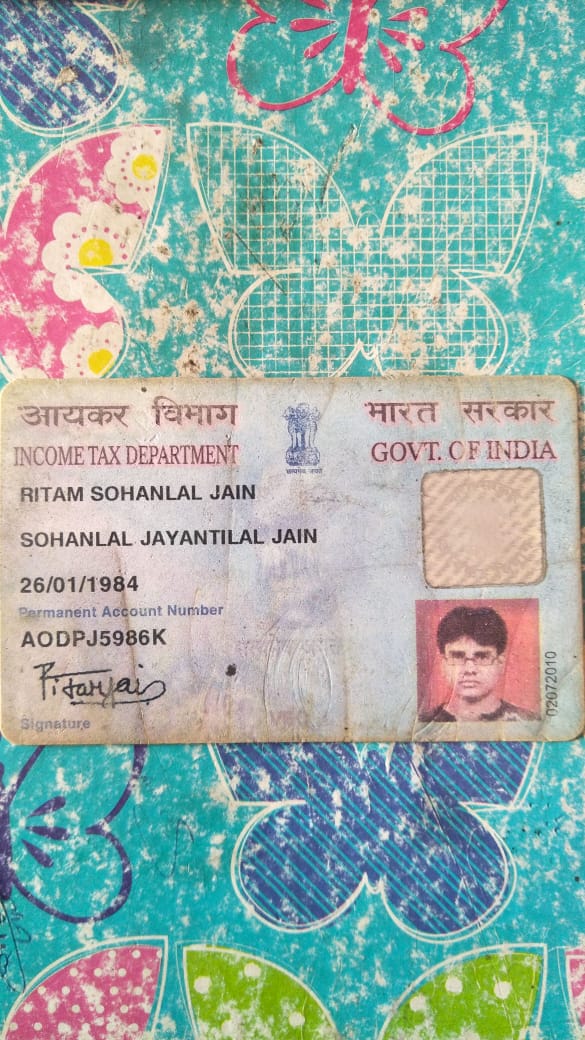 आयकर विभाग
भारत सरकार
INCOME TAX DEPARTMENT
GOVT. OF INDIA
सत्यमेव जयते
RITAM SOHANLAL JAIN
SOHANLAL JAYANTILAL JAIN
26/01/1984
Permanent Account Number
AODPJ5986K
Ritamjain
Signature
02072010